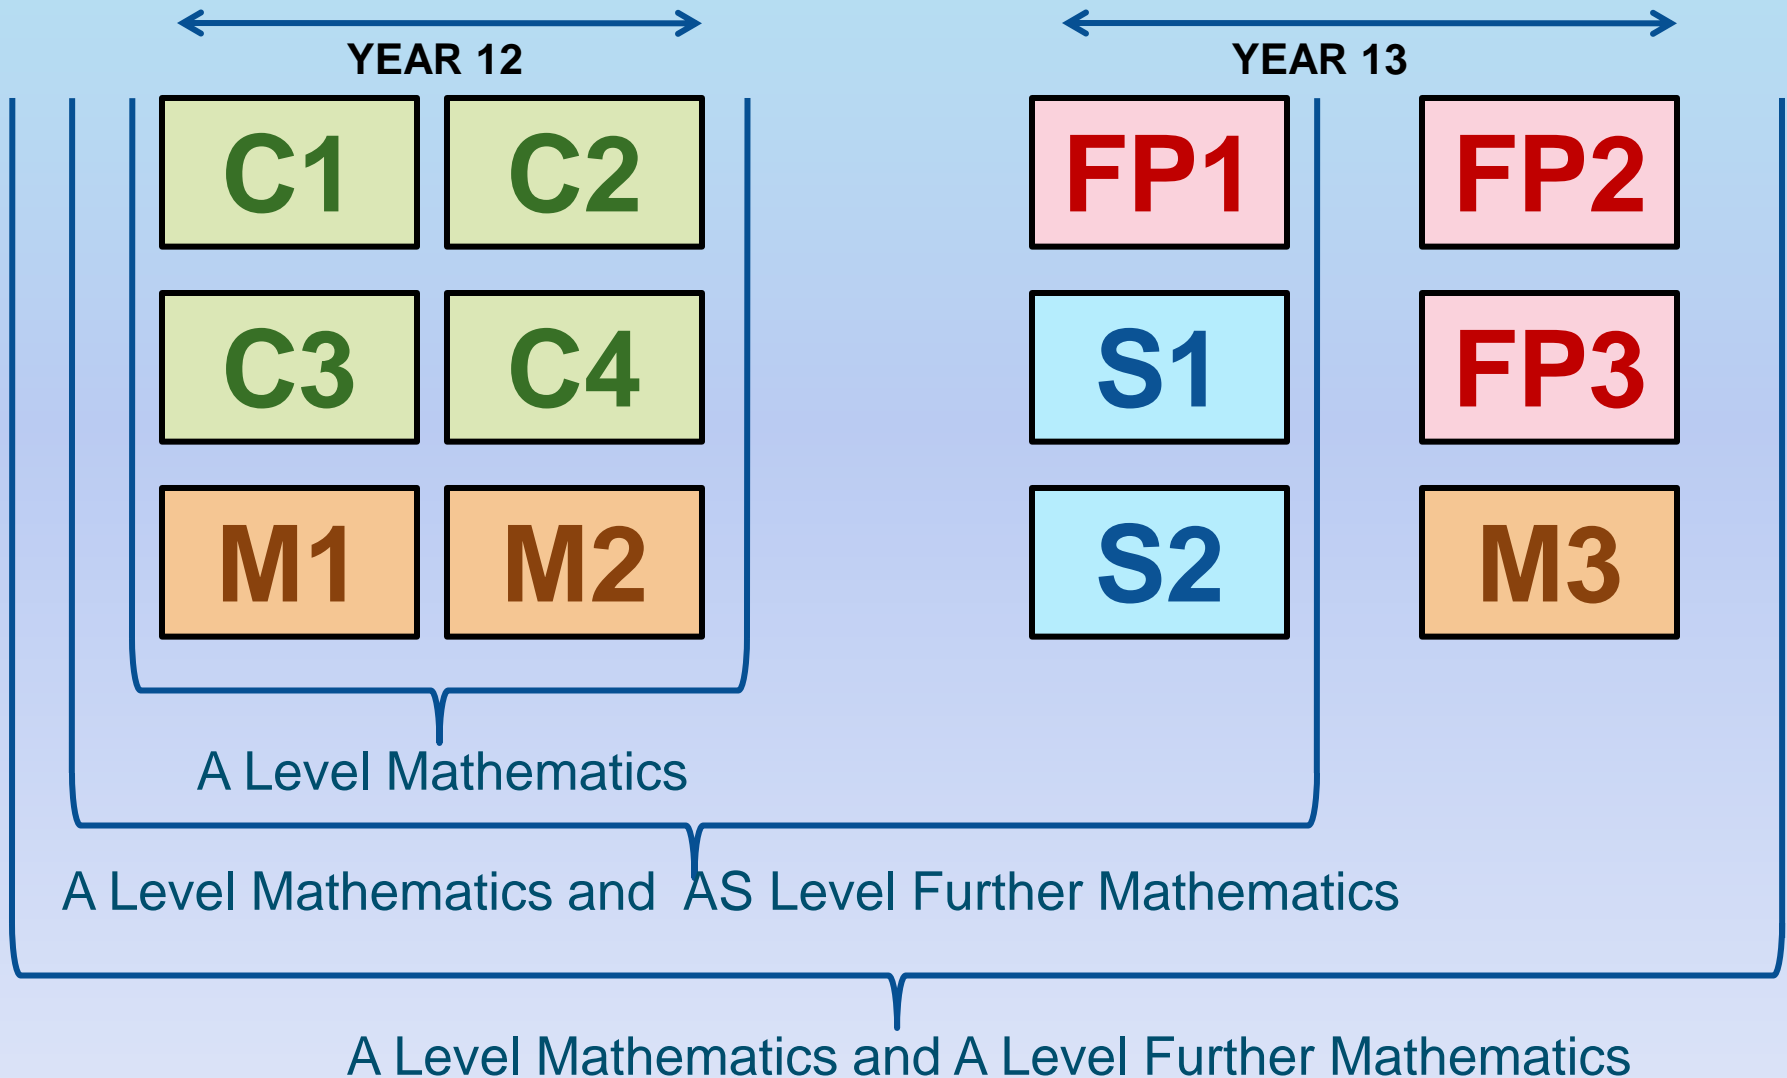 YEAR 12 YEAR 13
C1 C2 FP1 FP2
C3 C4 S1 FP3
M1 M2 S2 M3
A Level Mathematics
A Level Mathematics and AS Level Further Mathematics
A Level Mathematics and A Level Further Mathematics